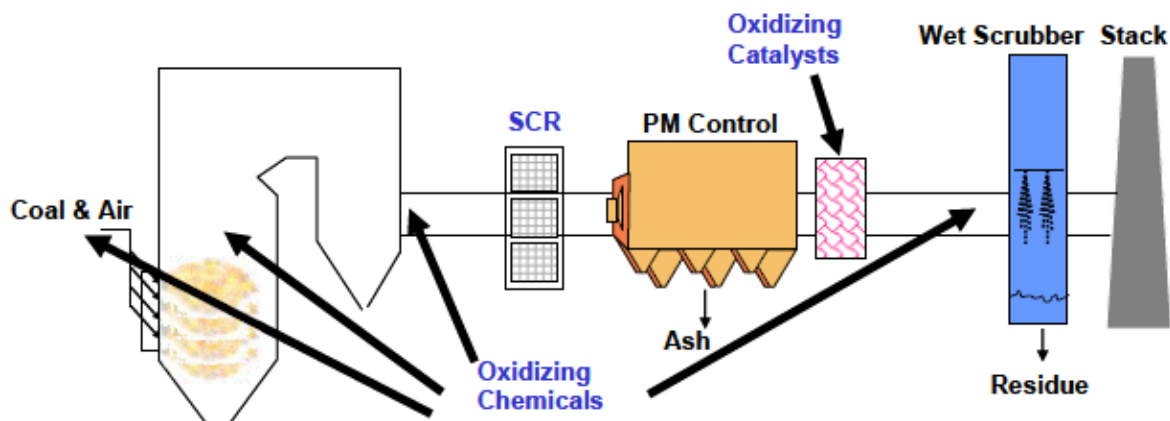 Oxidizing
Catalysts
Wet Scrubber
Stack
SCR
PM Control
Coal & Air
Ash
Oxidizing
Chemicals
Residue